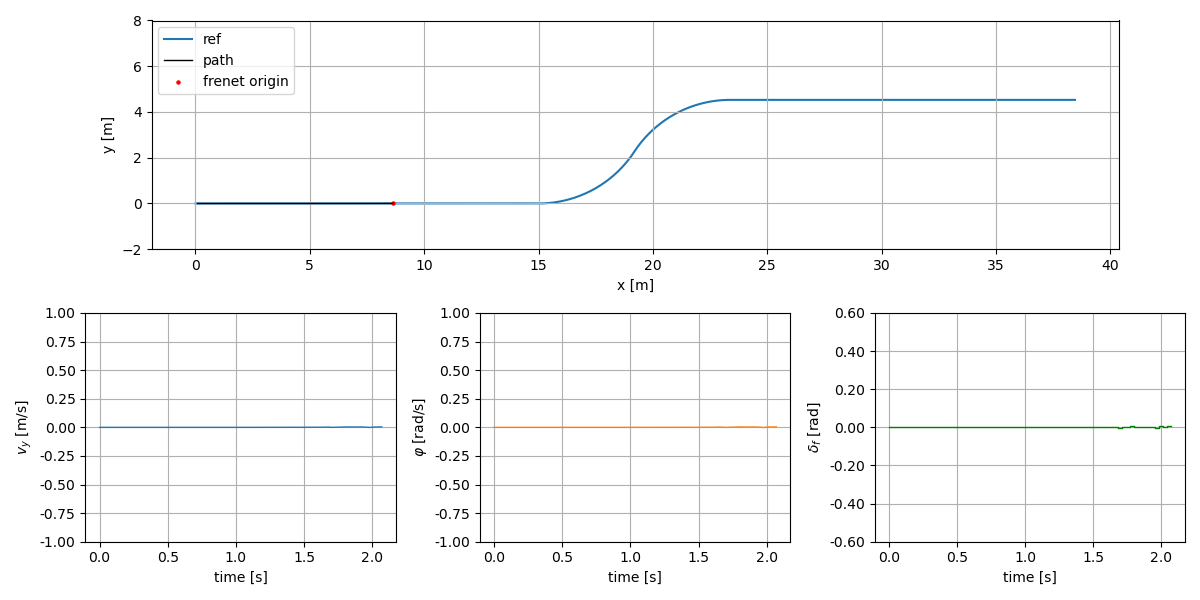 8
6
4
2
0
−2
y [m]
ref
path
frenet origin
0 5 10 15 20 25 30 35 40
x [m]
1.00
0.75
0.50
0.25
0.00
-0.25
-0.50
-0.75
-1.00
v_y [m/s]
0.0 0.5 1.0 1.5 2.0
time [s]
1.00
0.75
0.50
0.25
0.00
-0.25
-0.50
-0.75
-1.00
φ [rad/s]
0.0 0.5 1.0 1.5 2.0
time [s]
0.60
0.40
0.20
0.00
-0.20
-0.40
-0.60
δ_f [rad]
0.0 0.5 1.0 1.5 2.0
time [s]